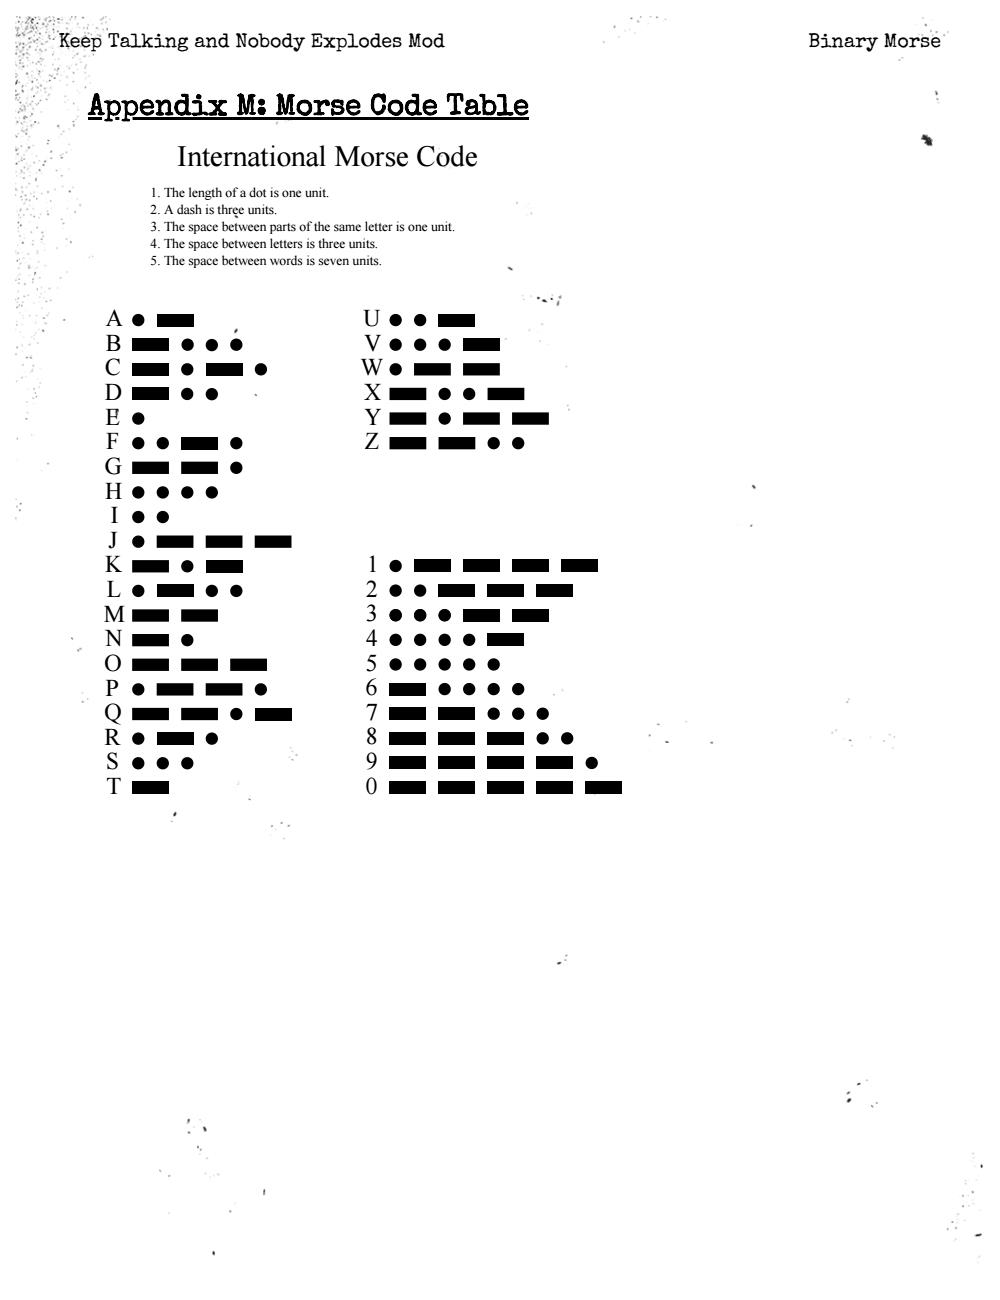 Keep Talking and Nobody Explodes Mod
Binary Morse
Appendix M: Morse Code Table
International Morse Code
1. The length of a dot is one unit.
2. A dash is three units.
3. The space between parts of the same letter is one unit.
4. The space between letters is three units.
5. The space between words is seven units.
A
B
C
D
E
F
G
H
I
J
K
L
M
N
O
P
Q
R
S
T
U
V
W
X
Y
Z
1
2
3
4
5
6
7
8
9
0